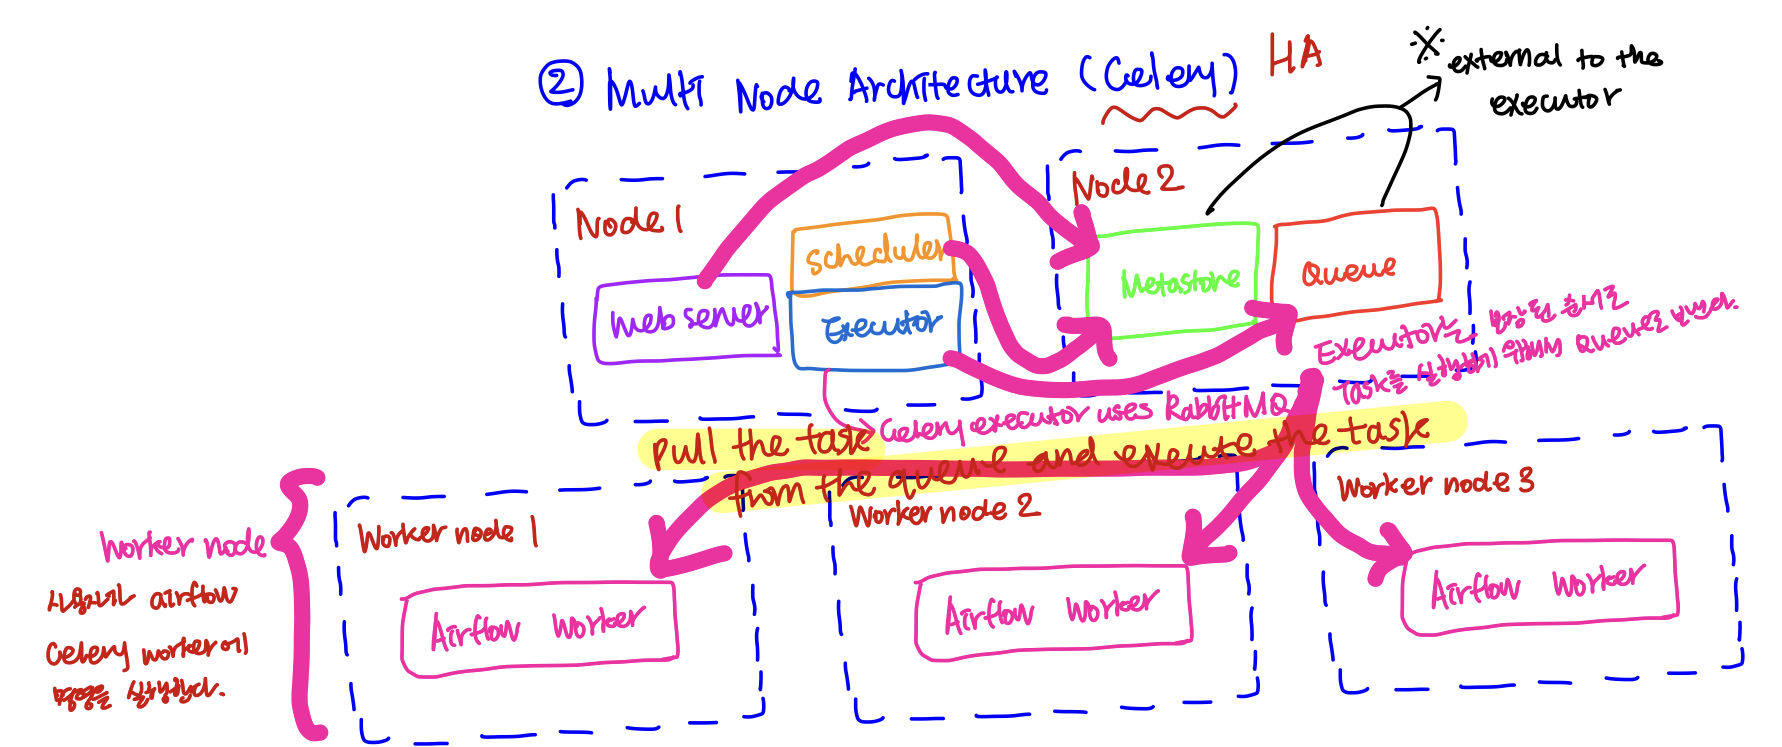 ② Multi Node Architecture (Celery) HA
※ external to the
executor
Node 1
Node 2
Scheduler
Web server
Executor
Metastore
Queue
Executor는 보장된 순서로
Task를 실행하기 위해서 Queue로 보낸다.
Celery executor uses RabbitMQ
Pull the task
from the queue and execute the task
Worker node
사용자가 airflow
Celery worker에
명령을 실행한다.
Worker node 1
Airflow Worker
Worker node 2
Airflow Worker
Worker node 3
Airflow Worker